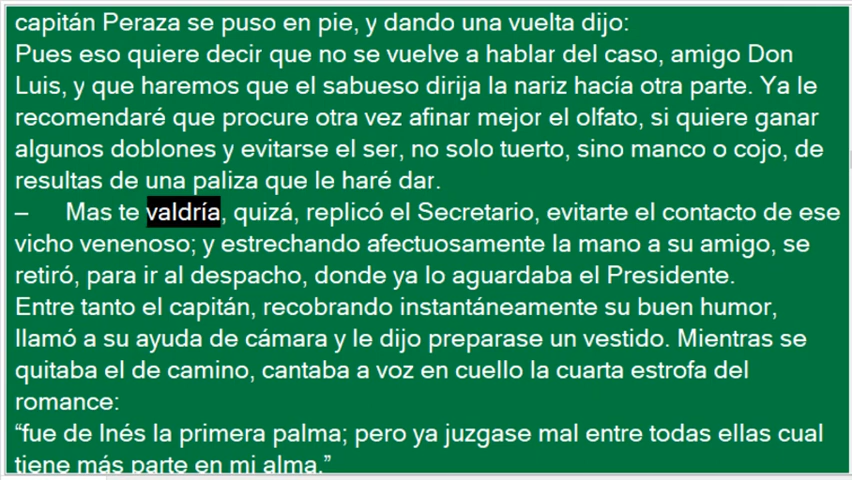 capitán Peraza se puso en pie, y dando una vuelta dijo:
Pues eso quiere decir que no se vuelve a hablar del caso, amigo Don
Luis, y que haremos que el sabueso dirija la nariz hacía otra parte. Ya le
recomendaré que procure otra vez afinar mejor el olfato, si quiere ganar
algunos doblones y evitarse el ser, no solo tuerto, sino manco o cojo, de
resultas de una paliza que le haré dar.
– Mas te valdría, quizá, replicó el Secretario, evitarte el contacto de ese
vicho venenoso; y estrechando afectuosamente la mano a su amigo, se
retiró, para ir al despacho, donde ya lo aguardaba el Presidente.
Entre tanto el capitán, recobrando instantáneamente su buen humor,
llamó a su ayuda de cámara y le dijo preparase un vestido. Mientras se
quitaba el de camino, cantaba a voz en cuello la cuarta estrofa del
romance:
“fue de Inés la primera palma; pero ya juzgase mal entre todas ellas cual
tiene más parte en mi alma.”